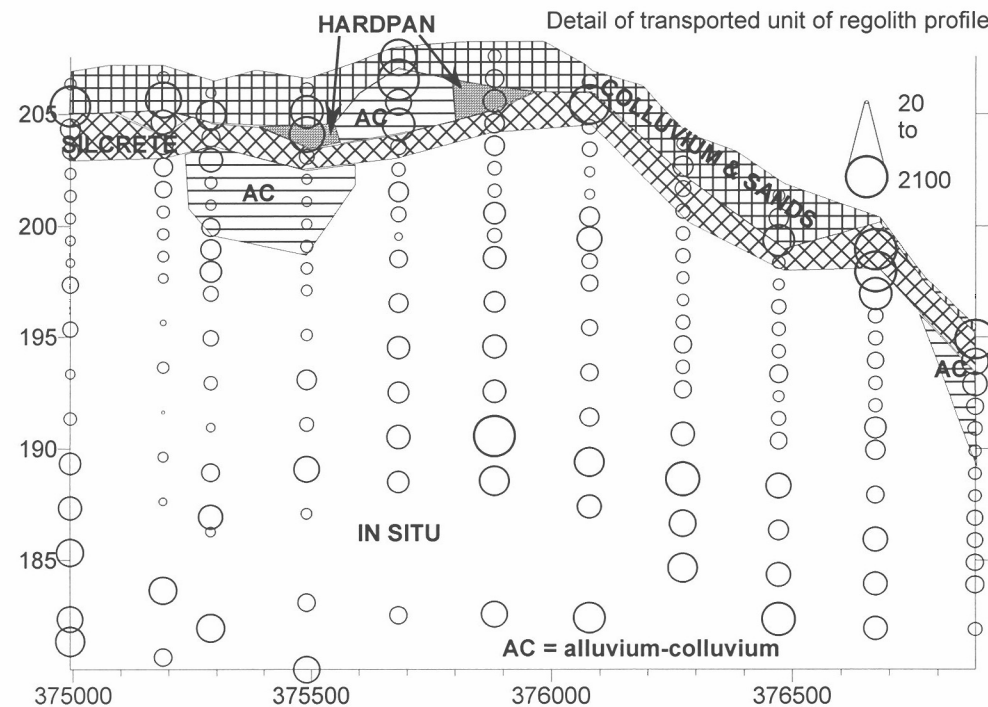 Detail of transported unit of regolith profile
HARDPAN
20
to
2100
205
AC
SILCRETE
COLLUVIUM & SANDS
AC
200
195
AC
190
IN SITU
185
AC = alluvium-colluvium
375000
375500
376000
376500